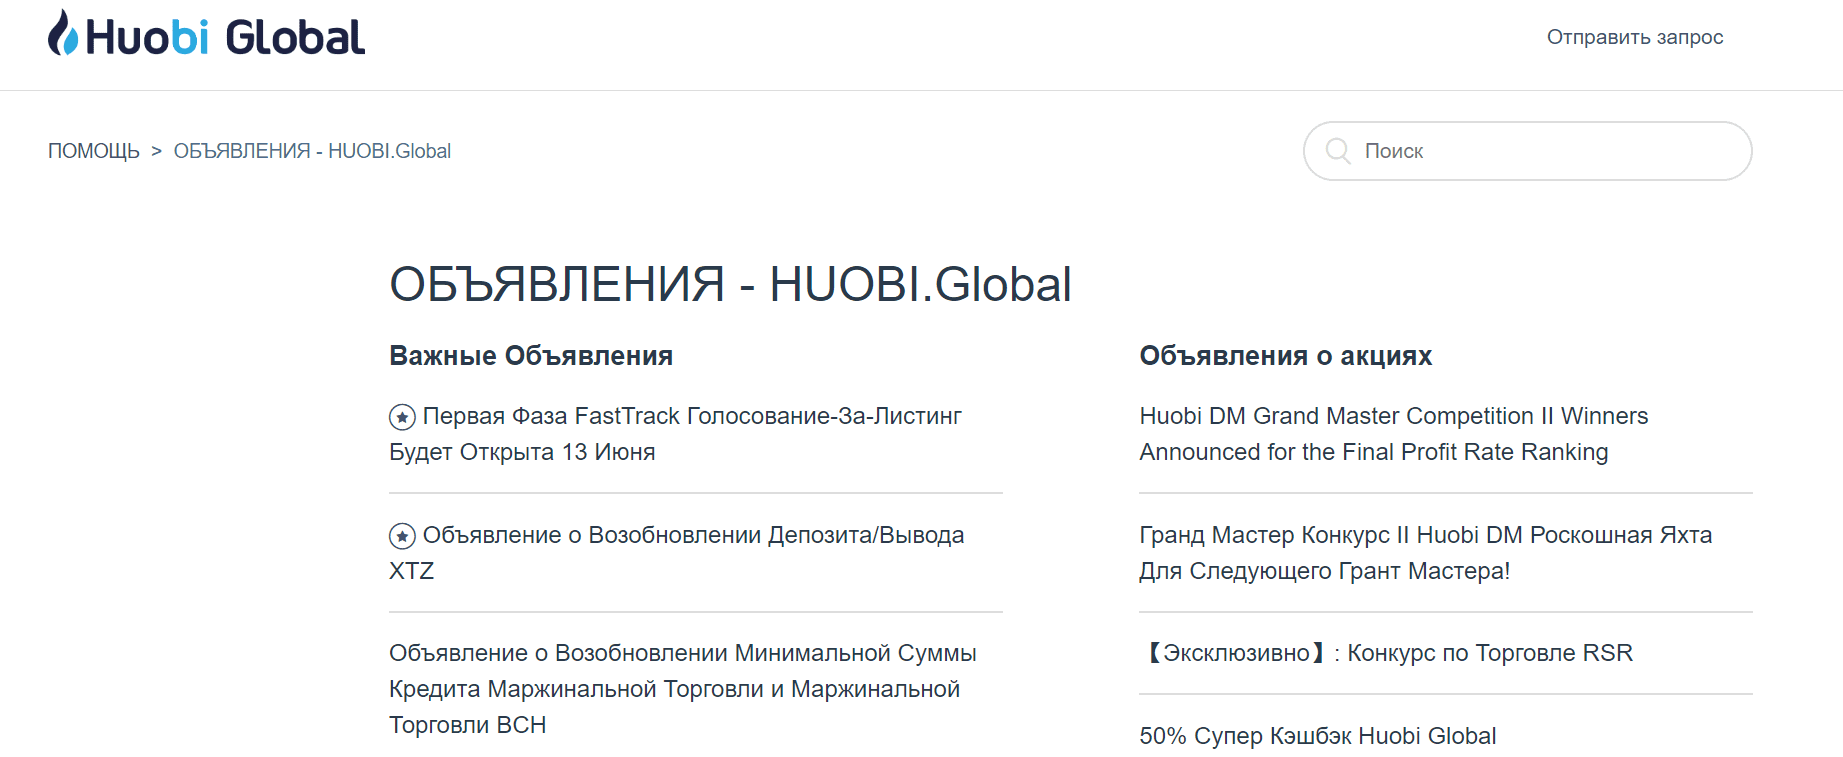 Huobi Global
Отправить запрос
ПОМОЩЬ > ОБЪЯВЛЕНИЯ - HUOBI.Global
Поиск
ОБЪЯВЛЕНИЯ - HUOBI.Global
Важные Объявления
Первая Фаза FastTrack Голосование-За-Листинг
Будет Открыта 13 Июня
Объявление о Возобновлении Депозита/Вывода
XTZ
Объявление о Возобновлении Минимальной Суммы
Кредита Маржинальной Торговли и Маржинальной
Торговли BCH
Объявления о акциях
Huobi DM Grand Master Competition II Winners
Announced for the Final Profit Rate Ranking
Гранд Мастер Конкурс II Huobi DM Роскошная Яхта
Для Следующего Грант Мастера!
【Эксклюзивно】: Конкурс по Торговле RSR
50% Супер Кэшбэк Huobi Global